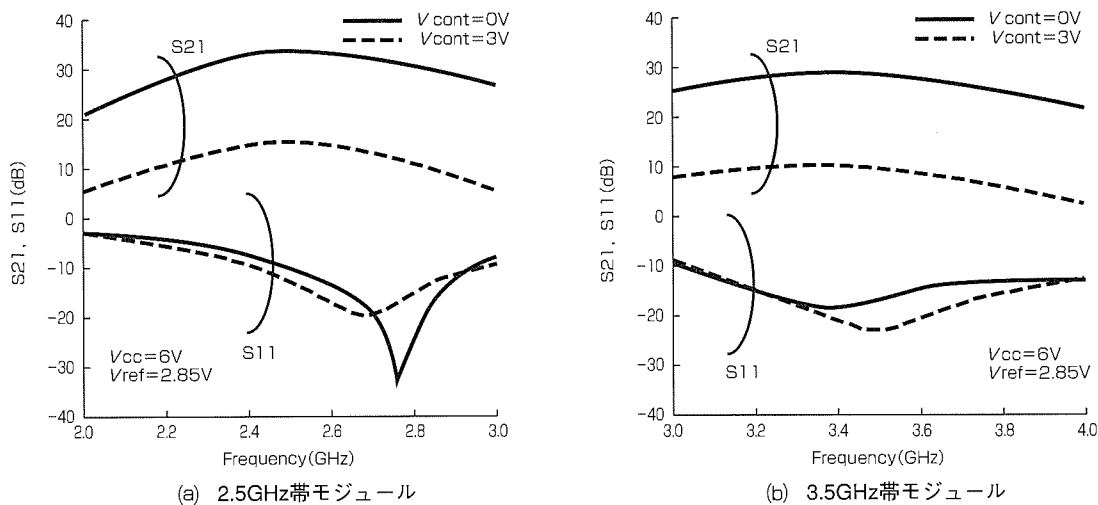 40
30
20
10
0
-10
-20
-30
-40
S21, S11(dB)
V cont=0V
Vcont=3V
S21
S11
Vcc=6V
Vref=2.85V
2.0 2.2 2.4 2.6 2.8 3.0
Frequency(GHz)
(a) 2.5GHz帯モジュール
40
30
20
10
0
-10
-20
-30
-40
S21, S11(dB)
V cont=0V
Vcont=3V
S21
S11
Vcc=6V
Vref=2.85V
3.0 3.2 3.4 3.6 3.8 4.0
Frequency(GHz)
(b) 3.5GHz帯モジュール